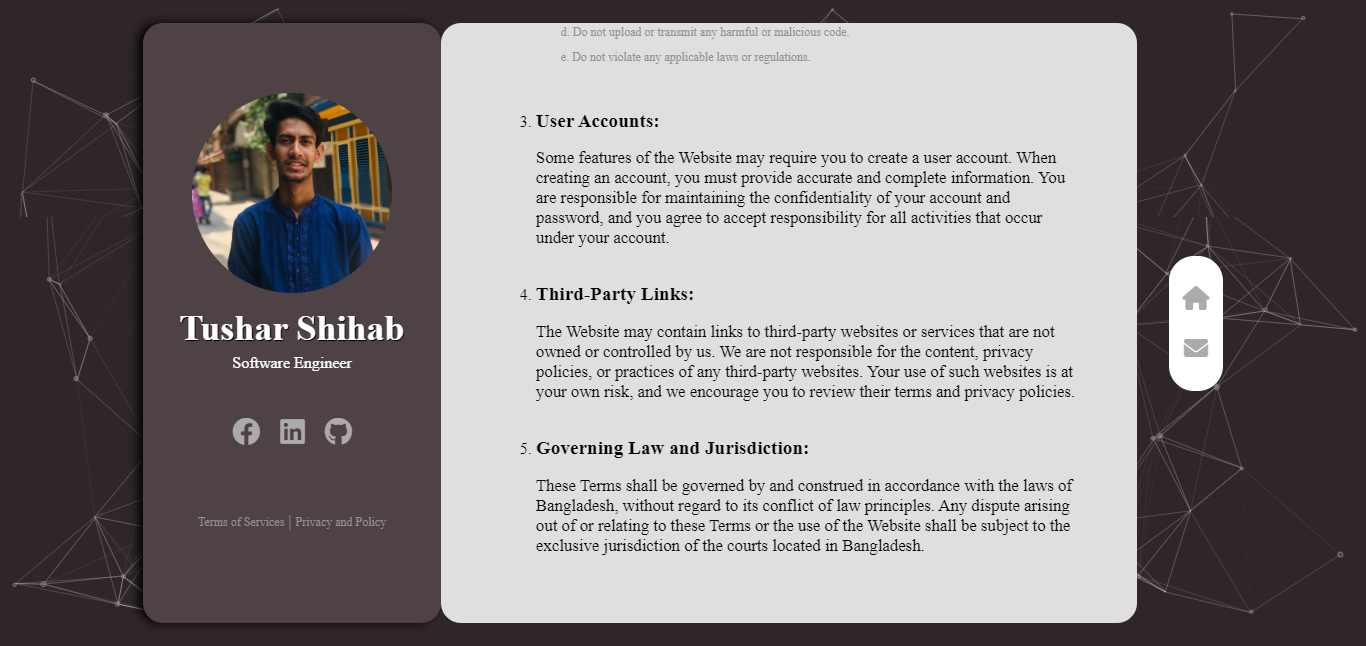 Tushar Shihab
Software Engineer
Terms of Services | Privacy and Policy
d. Do not upload or transmit any harmful or malicious code.
e. Do not violate any applicable laws or regulations.
3. User Accounts:
Some features of the Website may require you to create a user account. When
creating an account, you must provide accurate and complete information. You
are responsible for maintaining the confidentiality of your account and
password, and you agree to accept responsibility for all activities that occur
under your account.
4. Third-Party Links:
The Website may contain links to third-party websites or services that are not
owned or controlled by us. We are not responsible for the content, privacy
policies, or practices of any third-party websites. Your use of such websites is at
your own risk, and we encourage you to review their terms and privacy policies.
5. Governing Law and Jurisdiction:
These Terms shall be governed by and construed in accordance with the laws of
Bangladesh, without regard to its conflict of law principles. Any dispute arising
out of or relating to these Terms or the use of the Website shall be subject to the
exclusive jurisdiction of the courts located in Bangladesh.